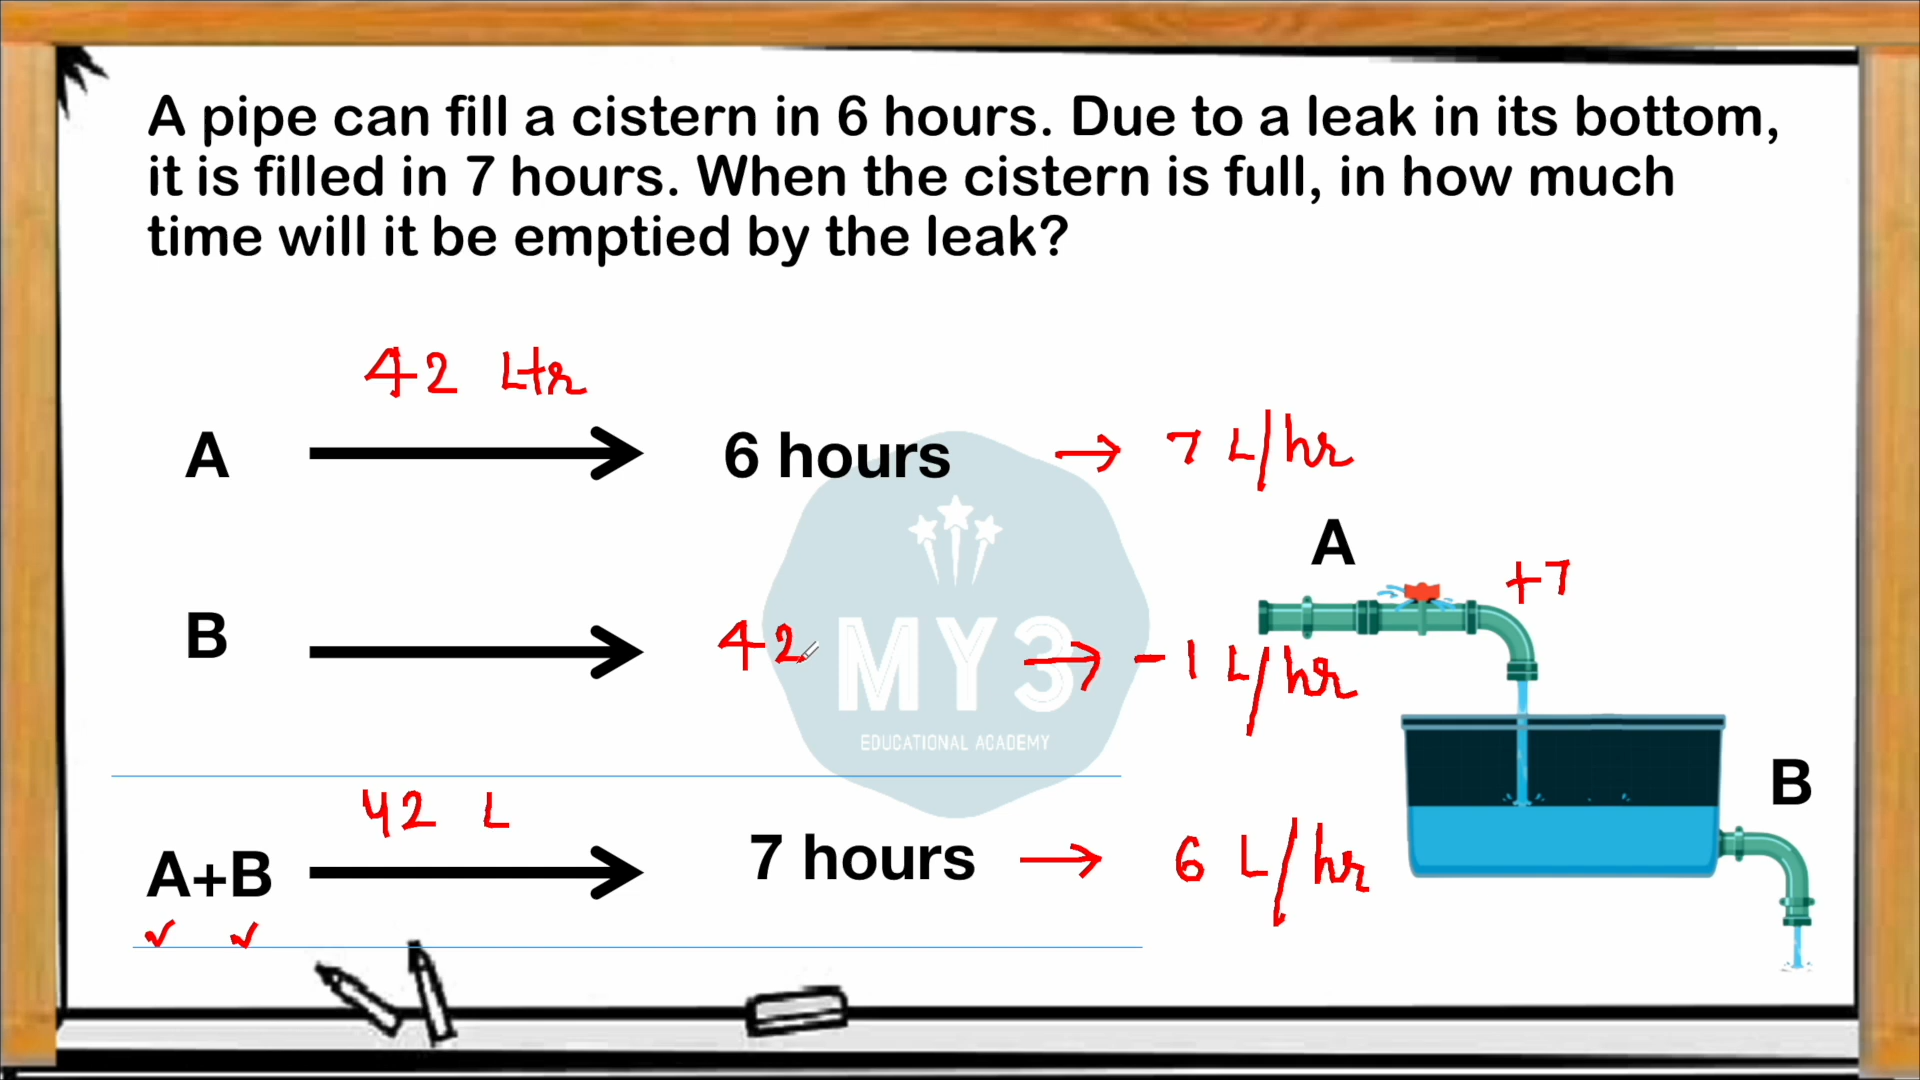 A pipe can fill a cistern in 6 hours. Due to a leak in its bottom,
it is filled in 7 hours. When the cistern is full, in how much
time will it be emptied by the leak?
42 Ltr
A 6 hours → 7 L/hr
A
+7
B 42 → -1 L/hr
MY3
EDUCATIONAL ACADEMY
B
42 L
A+B 7 hours → 6 L/hr